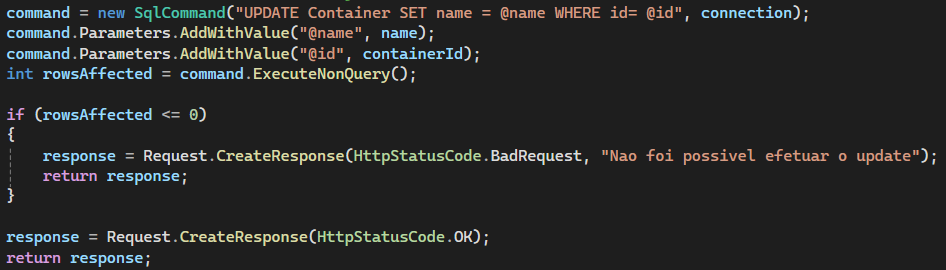 command = new SqlCommand("UPDATE Container SET name = @name WHERE id= @id", connection);
command.Parameters.AddWithValue("@name", name);
command.Parameters.AddWithValue("@id", containerId);
int rowsAffected = command.ExecuteNonQuery();
if (rowsAffected <= 0)
{
response = Request.CreateResponse(HttpStatusCode.BadRequest, "Nao foi possivel efetuar o update");
return response;
}
response = Request.CreateResponse(HttpStatusCode.OK);
return response;